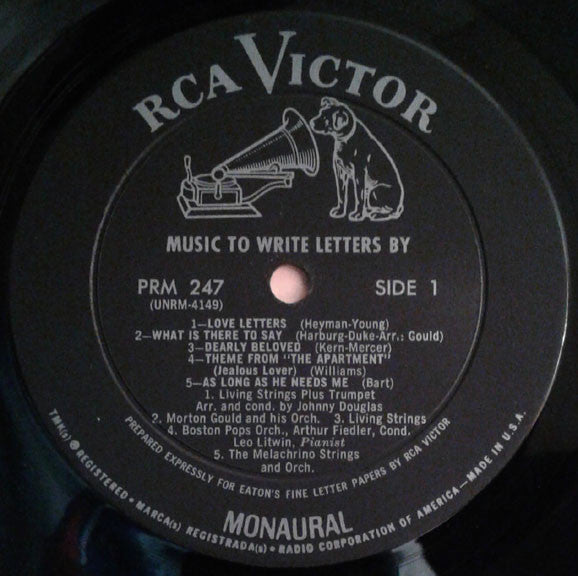 RCA VICTOR
MUSIC TO WRITE LETTERS BY
PRM 247
(UNRM-4149)
SIDE 1
1—LOVE LETTERS (Heyman-Young)
2—WHAT IS THERE TO SAY (Harburg-Duke-Arr.: Gould)
3—DEARLY BELOVED (Kern-Mercer)
4—THEME FROM "THE APARTMENT"
(Jealous Lover) (Williams)
5—AS LONG AS HE NEEDS ME (Bart)
1. Living Strings Plus Trumpet
Arr. and cond. by Johnny Douglas
2. Morton Gould and his Orch. 3. Living Strings
4. Boston Pops Orch., Arthur Fiedler, Cond.
Leo Litwin, Pianist
5. The Melachrino Strings
and Orch.
PREPARED EXPRESSLY FOR EATON'S FINE LETTER PAPERS BY RCA VICTOR
MONAURAL
TMK(s) ® REGISTERED • MARCA(s) REGISTRADA(s) • RADIO CORPORATION OF AMERICA—MADE IN U.S.A.